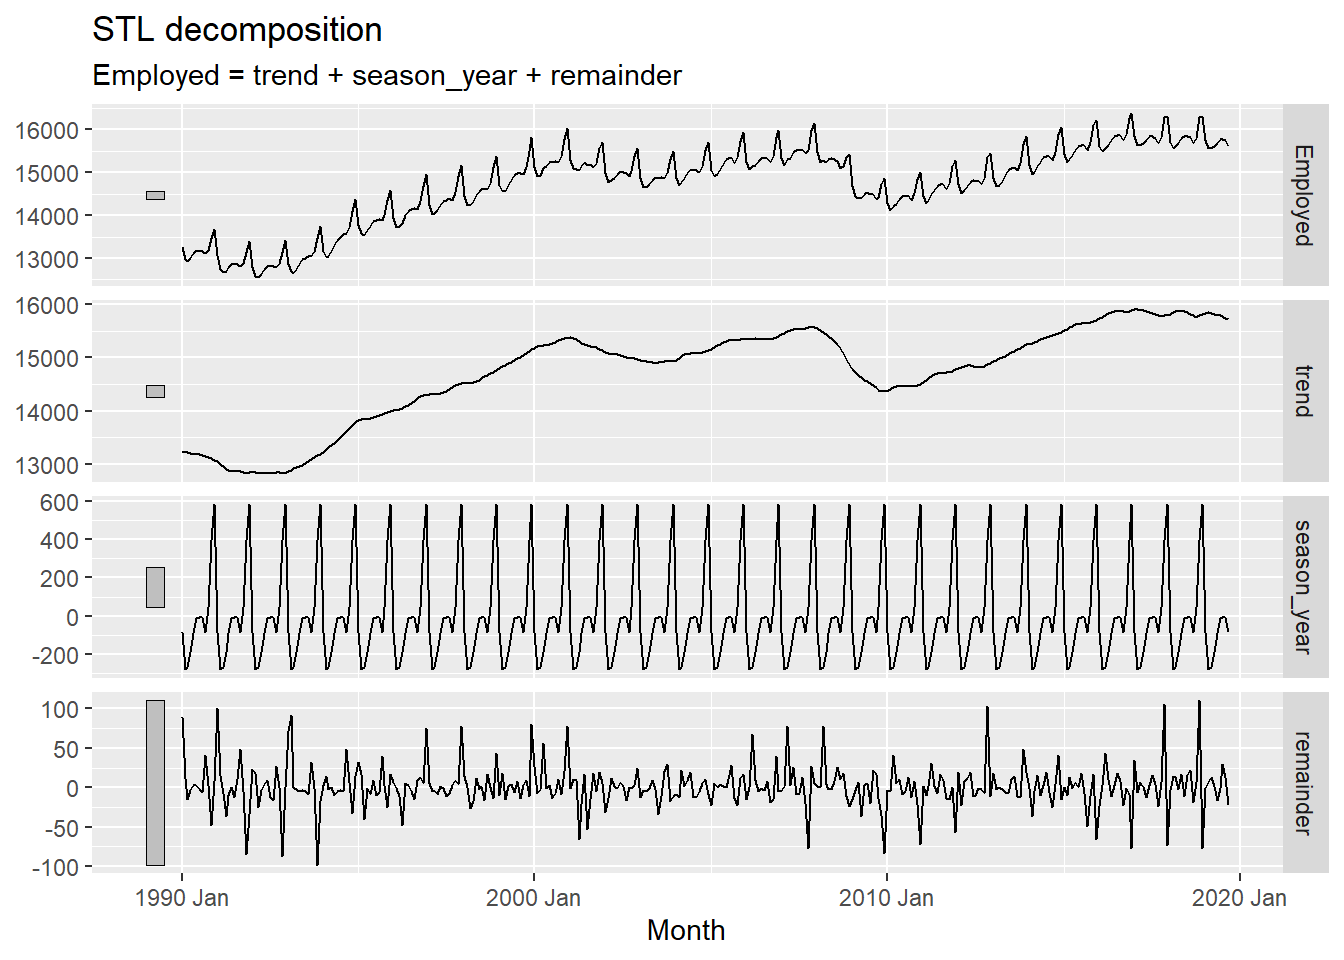 STL decomposition
Employed = trend + season_year + remainder
16000
15000
14000
13000
Employed
16000
15000
14000
13000
trend
600
400
200
0
-200
season_year
100
50
0
-50
-100
remainder
1990 Jan
2000 Jan
2010 Jan
2020 Jan
Month